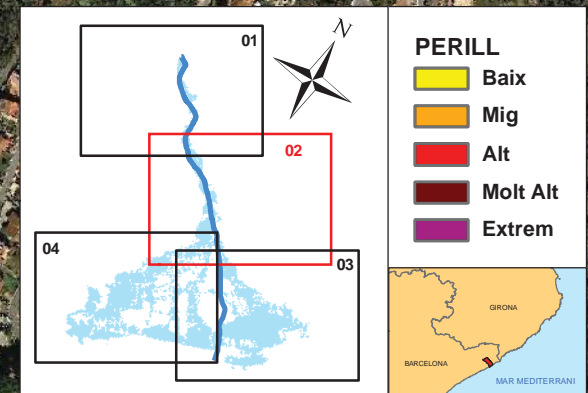 01
N
02
04
03
PERILL
Baix
Mig
Alt
Molt Alt
Extrem
GIRONA
BARCELONA
MAR MEDITERRANI